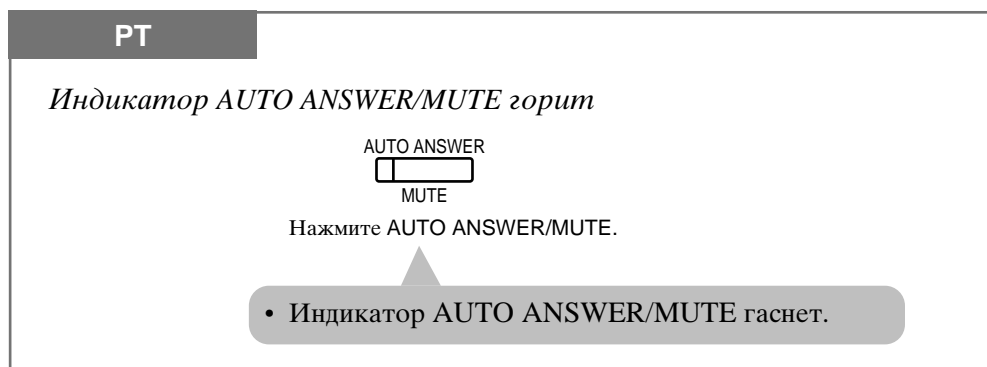 PT
Индикатор AUTO ANSWER/MUTE горит
AUTO ANSWER
MUTE
Нажмите AUTO ANSWER/MUTE.
• Индикатор AUTO ANSWER/MUTE гаснет.